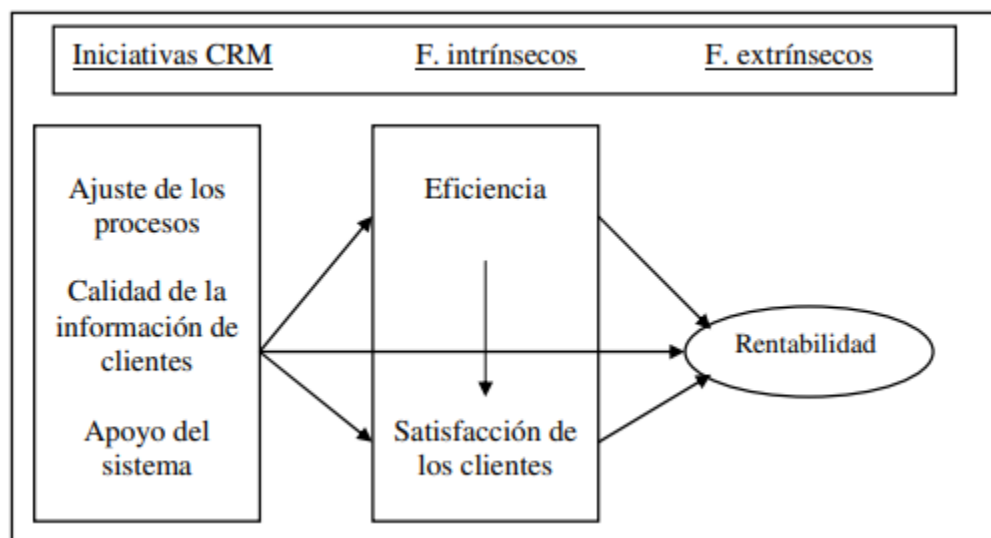 Iniciativas CRM F. intrínsecos F. extrínsecos
Ajuste de los
procesos
Calidad de la
información de
clientes
Apoyo del
sistema
Eficiencia
Satisfacción de
los clientes
Rentabilidad